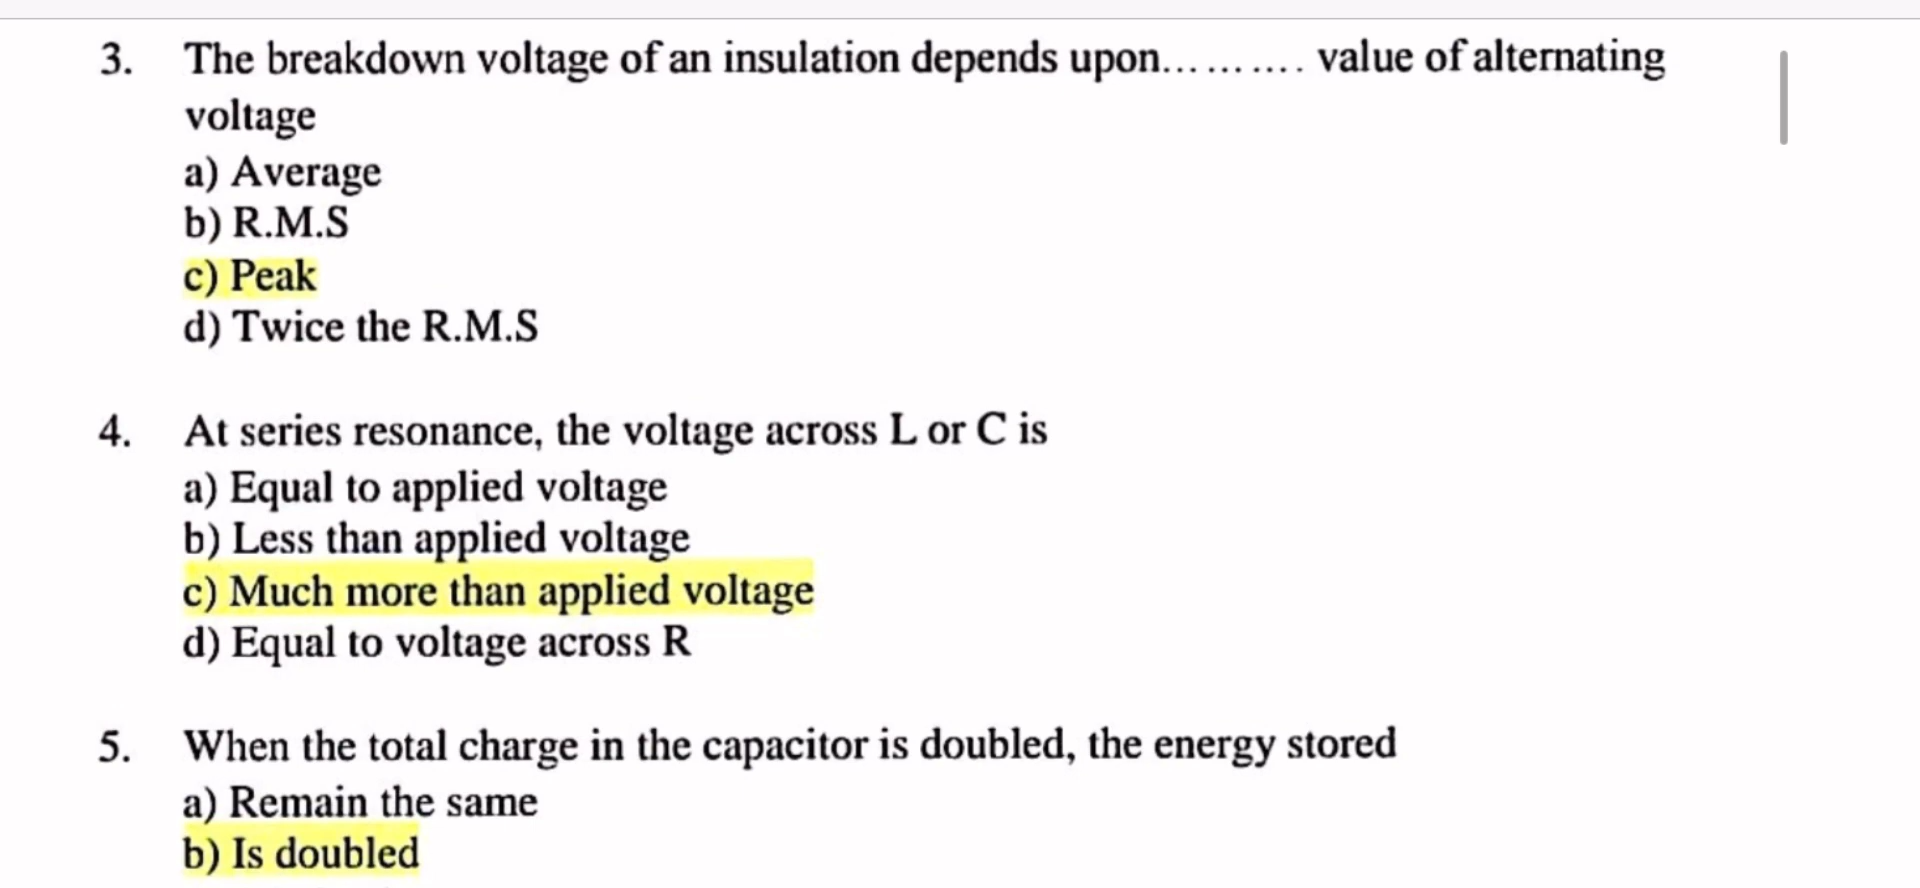 3. The breakdown voltage of an insulation depends upon... ... .... value of alternating
voltage
a) Average
b) R.M.S
c) Peak
d) Twice the R.M.S
4. At series resonance, the voltage across L or C is
a) Equal to applied voltage
b) Less than applied voltage
c) Much more than applied voltage
d) Equal to voltage across R
5. When the total charge in the capacitor is doubled, the energy stored
a) Remain the same
b) Is doubled